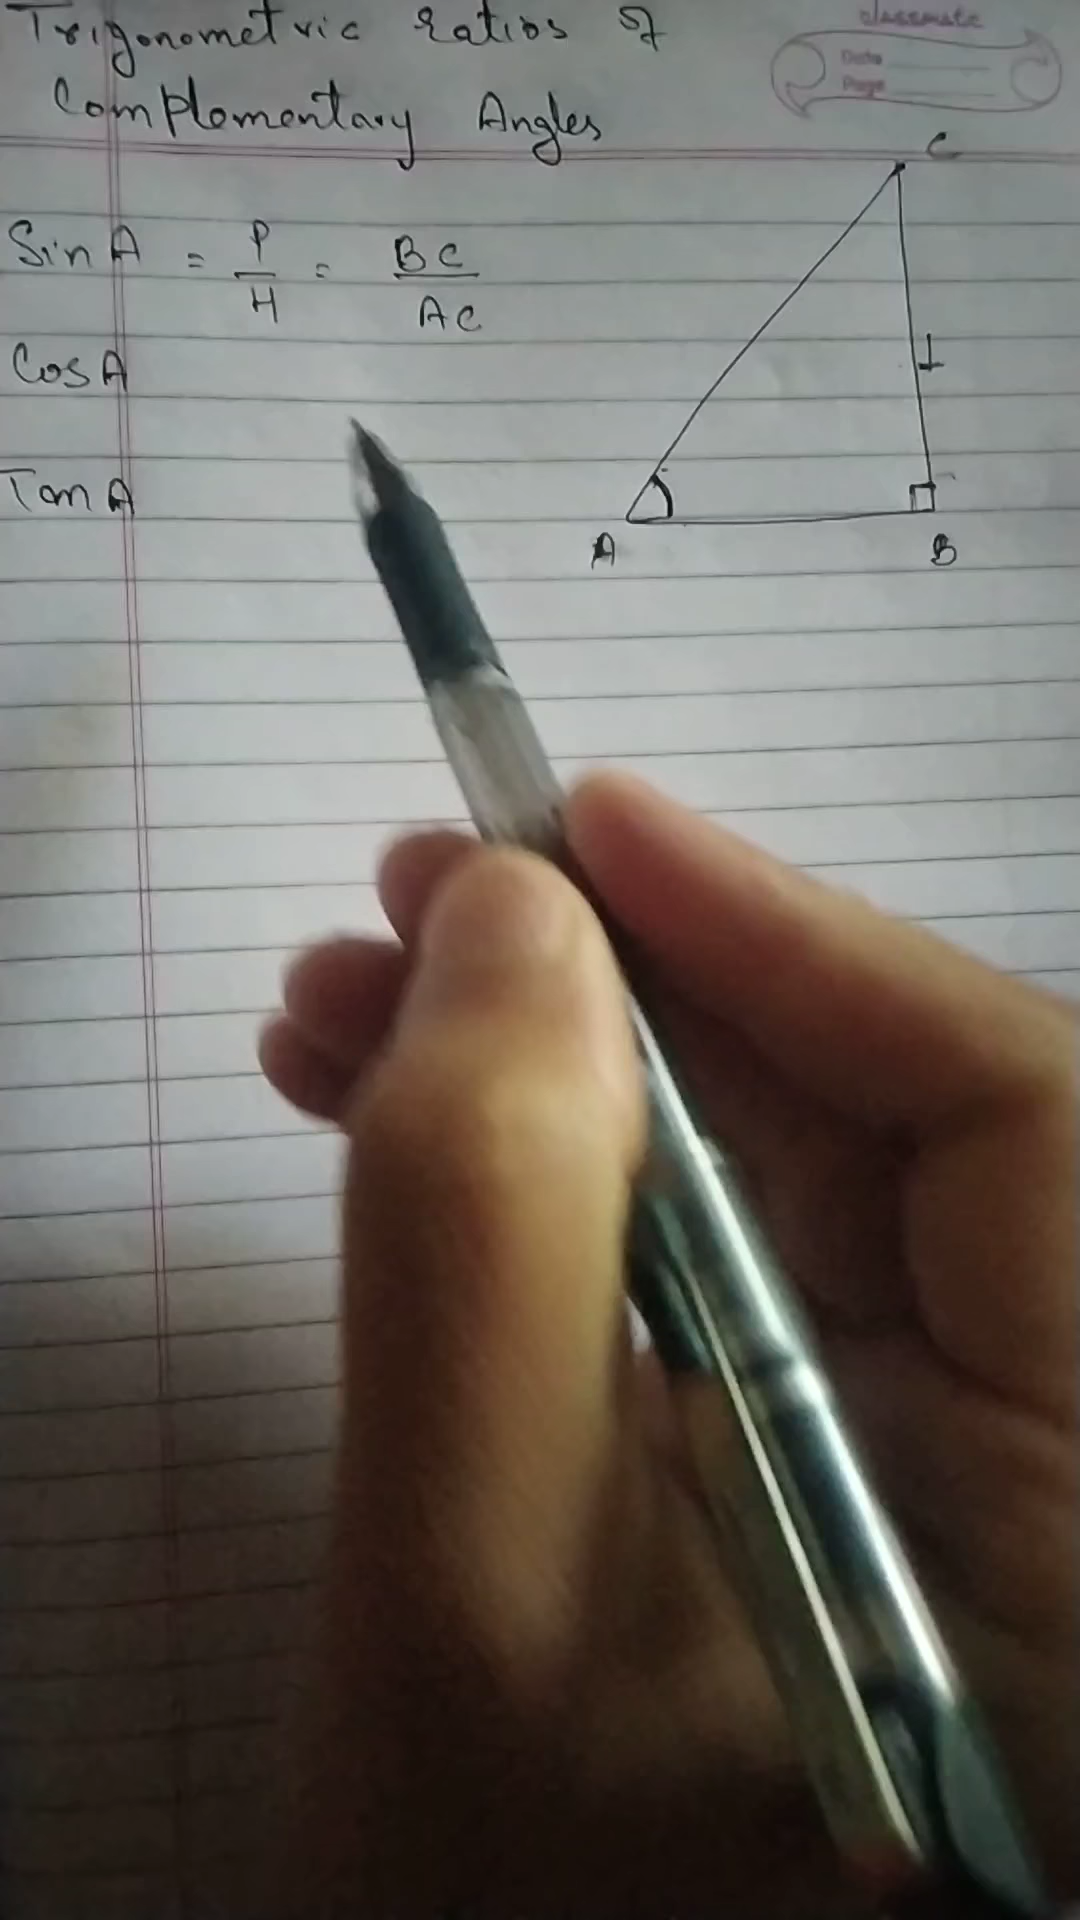 Trigonometric ratios of
Complementary Angles
classmate
Date
Page
Sin A = P/H = BC/AC
Cos A
Tan A
C
A
B